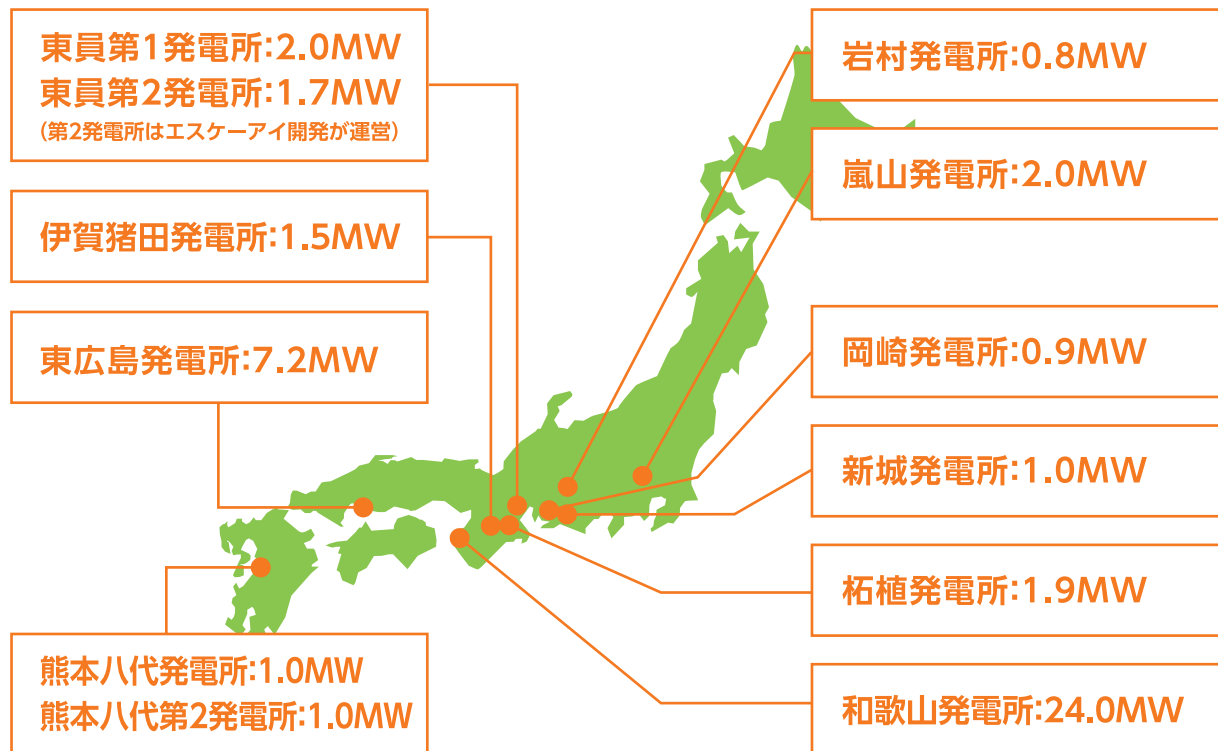 東員第1発電所:2.0MW
東員第2発電所:1.7MW
(第2発電所はエスケーアイ開発が運営)
伊賀猪田発電所:1.5MW
東広島発電所:7.2MW
熊本八代発電所:1.0MW
熊本八代第2発電所:1.0MW
岩村発電所:0.8MW
嵐山発電所:2.0MW
岡崎発電所:0.9MW
新城発電所:1.0MW
柘植発電所:1.9MW
和歌山発電所:24.0MW